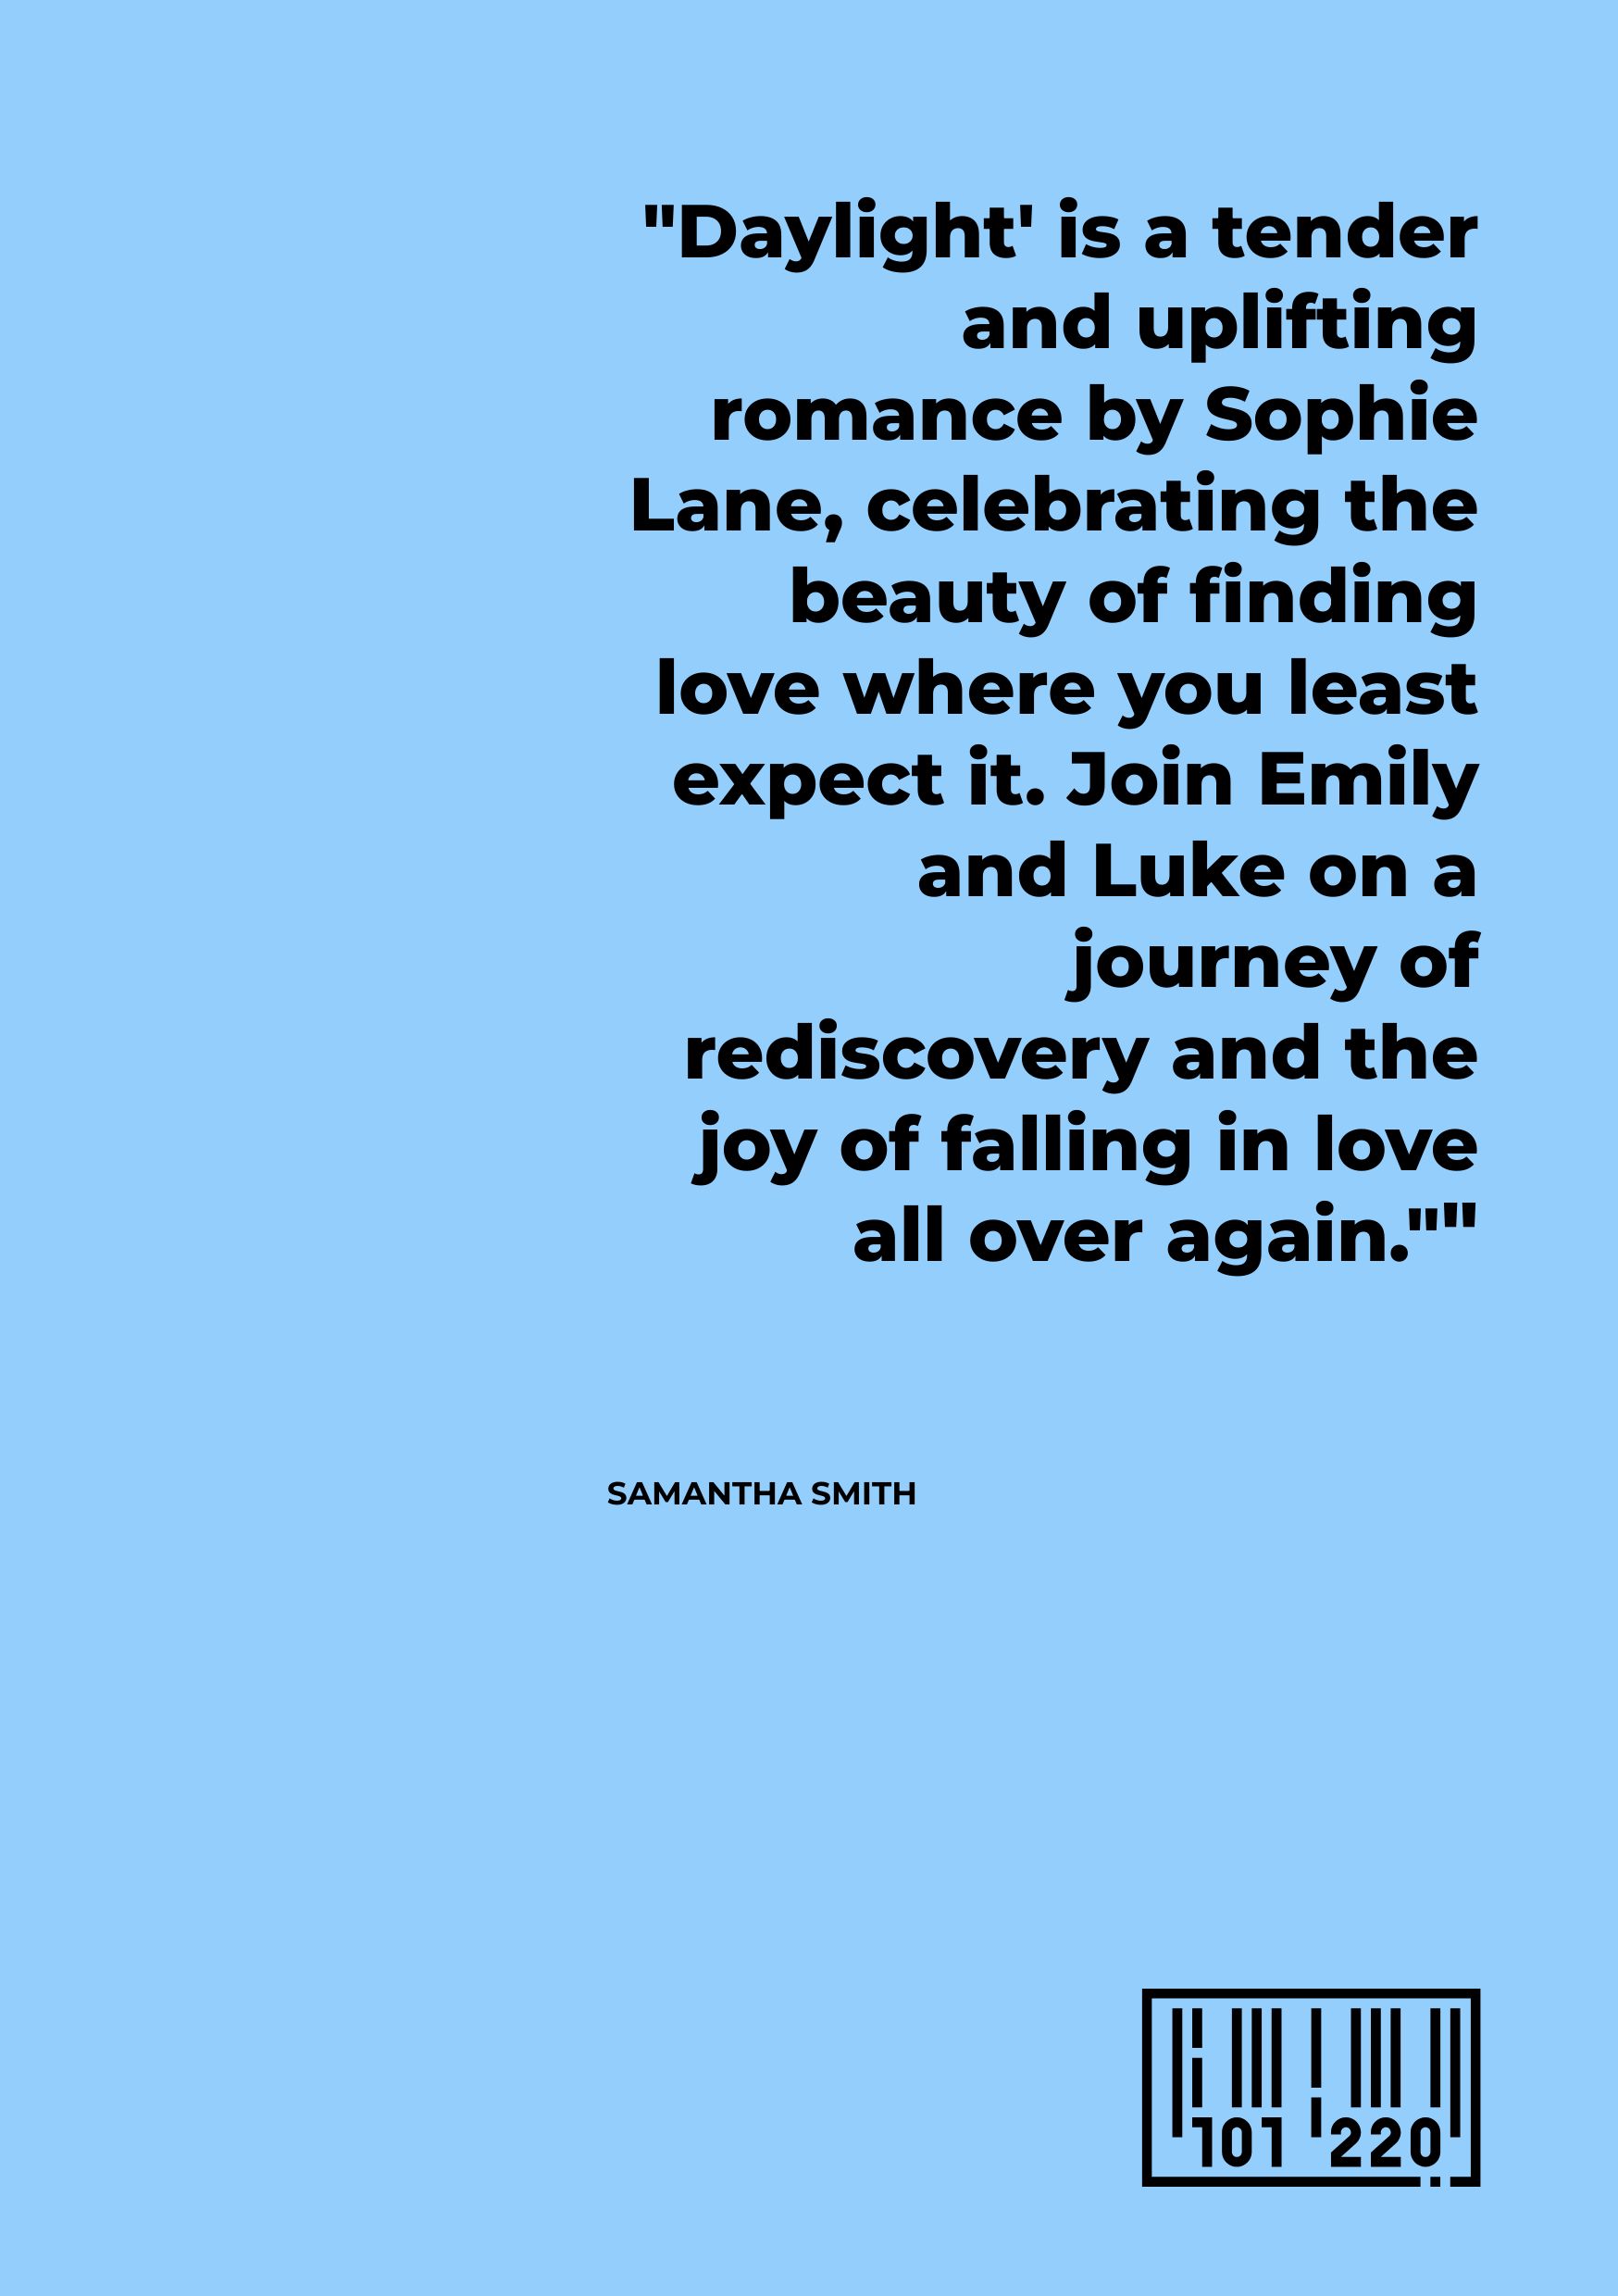 "Daylight' is a tender
and uplifting
romance by Sophie
Lane, celebrating the
beauty of finding
love where you least
expect it. Join Emily
and Luke on a
journey of
rediscovery and the
joy of falling in love
all over again.""
SAMANTHA SMITH
101 220